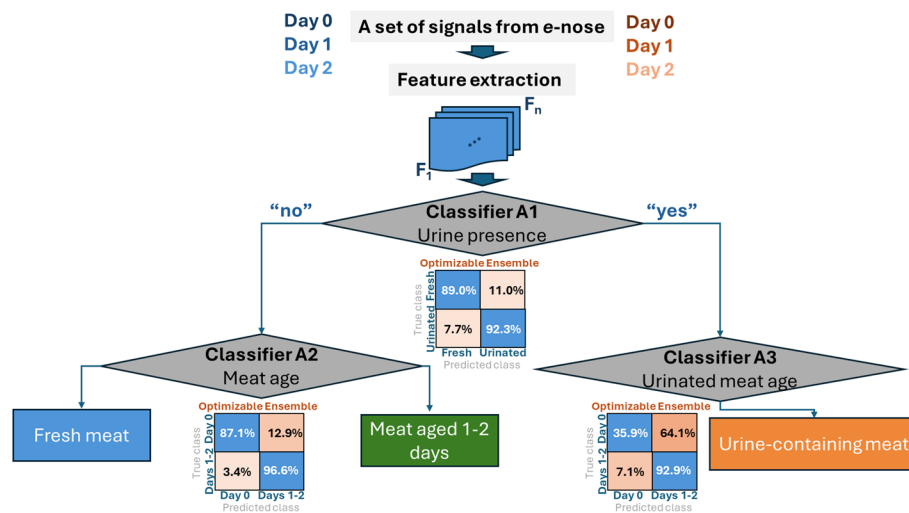 Day 0
Day 1
Day 2
A set of signals from e-nose
Day 0
Day 1
Day 2
Feature extraction
Fn
F1
"no"
Classifier A1
Urine presence
"yes"
Optimizable Ensemble
True class
Urinated Fresh
89.0% 11.0%
7.7% 92.3%
Fresh Urinated
Predicted class
Classifier A2
Meat age
Classifier A3
Urinated meat age
Fresh meat
Optimizable Ensemble
True class
Days 1-2 Day 0
87.1% 12.9%
3.4% 96.6%
Day 0 Days 1-2
Predicted class
Meat aged 1-2
days
Optimizable Ensemble
True class
Days 1-2 Day 0
35.9% 64.1%
7.1% 92.9%
Day 0 Days 1-2
Predicted class
Urine-containing meat